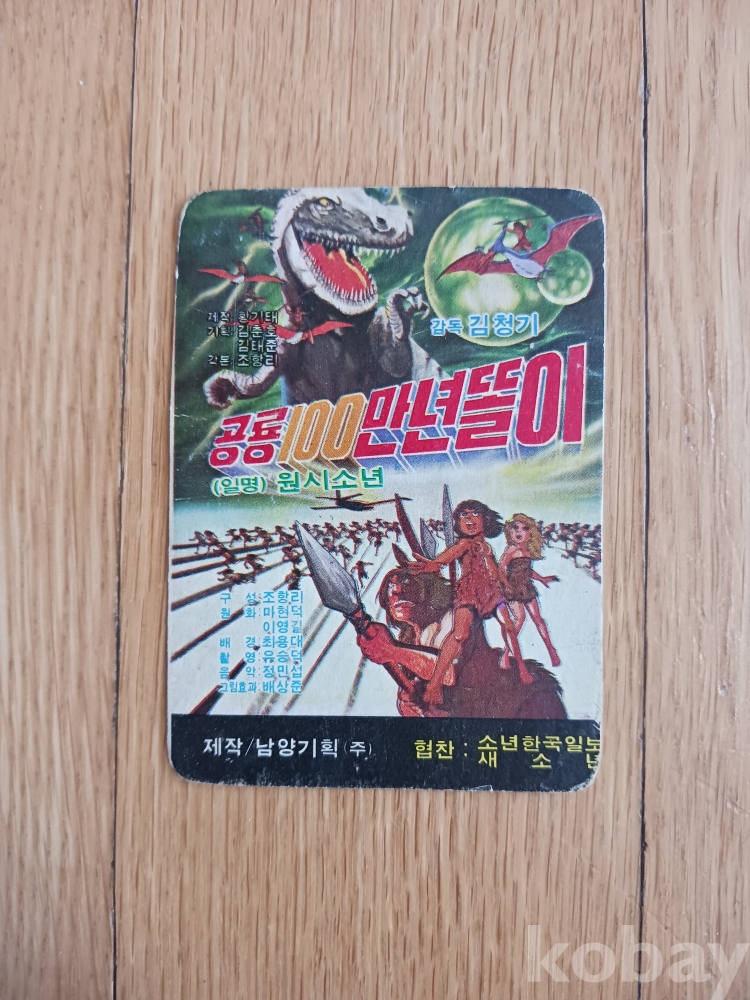 제작: 황기태
기획: 김춘호
김태준
각본: 조항리
감독 김청기
공룡100만년똘이
(일명) 원시소년
구 성: 조항리
원 화: 마현덕
이영길
배 경: 최용대
촬 영: 유승덕
음 악: 정민섭
그림효과: 배상준
제작/남양기획(주)
협찬: 소년한국일보
새 소 년
kobay